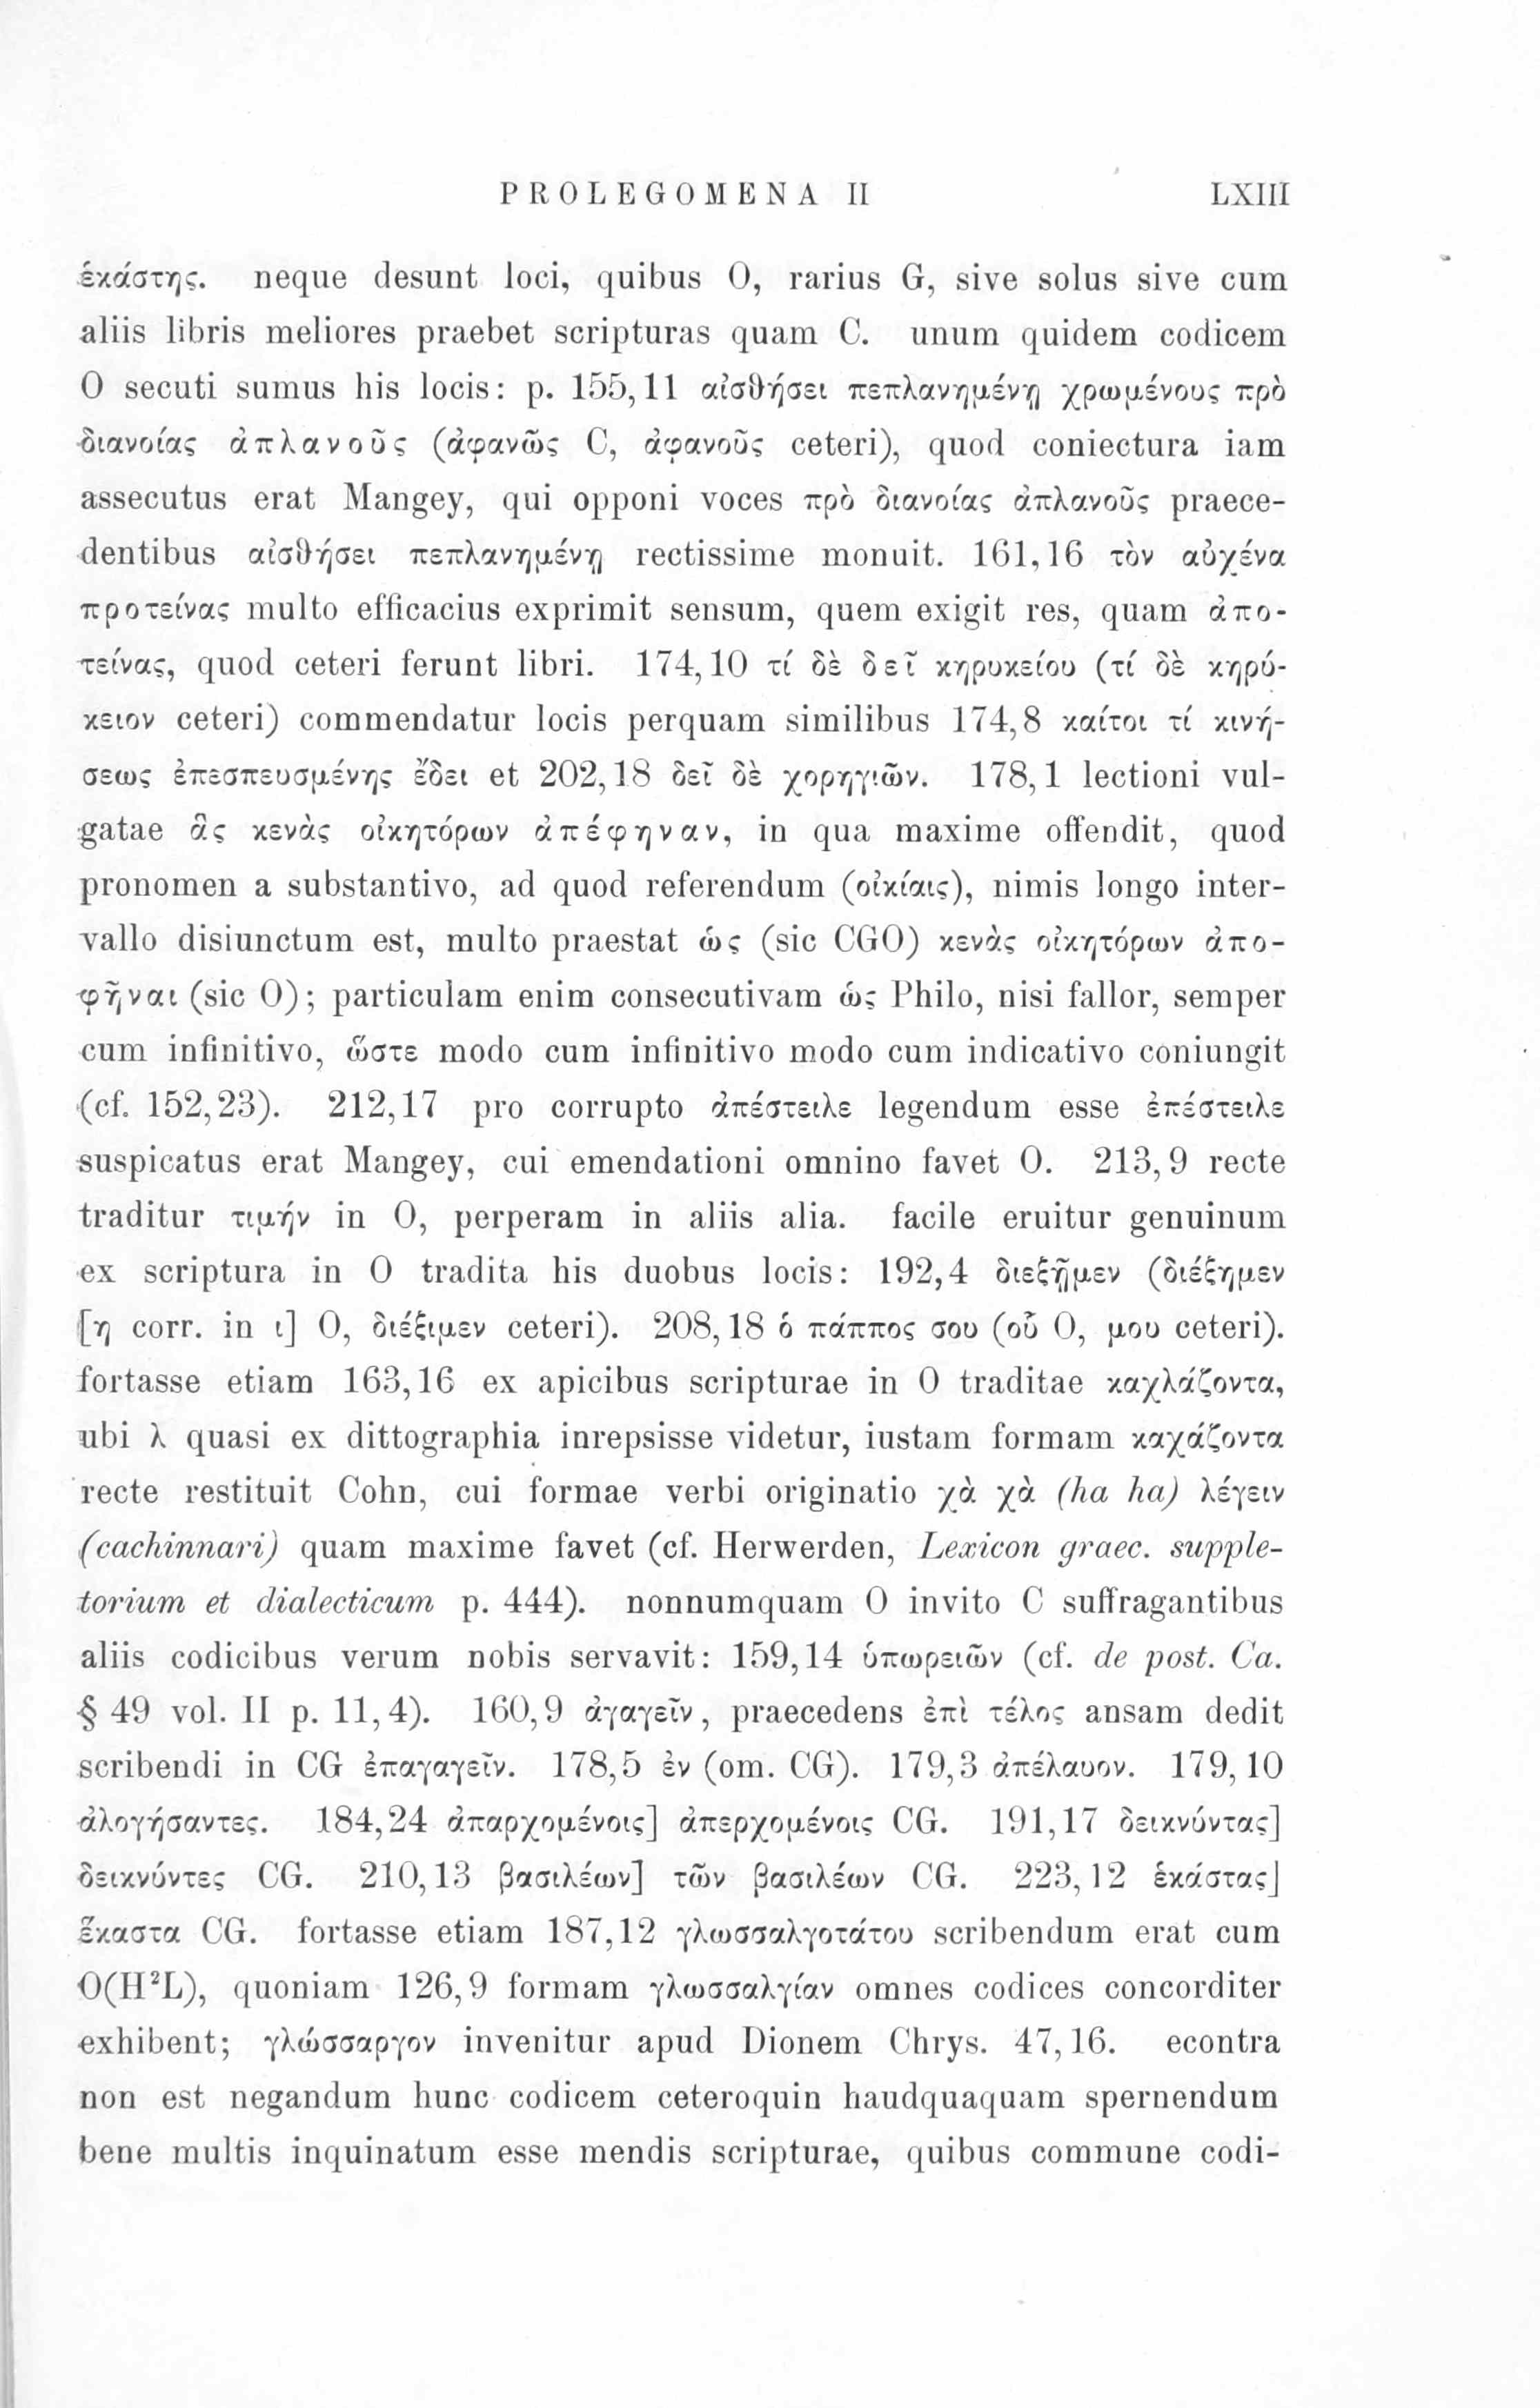 PROLEGOMENA II LXIII
ἑκάστης. neque desunt loci, quibus O, rarius G, sive solus sive cum
aliis libris meliores praebet scripturas quam C. unum quidem codicem
O secuti sumus his locis: p. 155,11 αἰσθήσει πεπλανημένῃ χρωμένους πρὸ
διανοίας ἀπλανοῦς (ἀφανῶς C, ἀφανοῦς ceteri), quod coniectura iam
assecutus erat Mangey, qui opponi voces πρὸ διανοίας ἀπλανοῦς praece-
dentibus αἰσθήσει πεπλανημένῃ rectissime monuit. 161,16 τὸν αὐχένα
προτείνας multo efficacius exprimit sensum, quem exigit res, quam ἀπο-
τείνας, quod ceteri ferunt libri. 174,10 τί δὲ δεῖ κηρυκείου (τί δὲ κηρύ-
κειον ceteri) commendatur locis perquam similibus 174,8 καίτοι τί κινή-
σεως ἐπεσπευσμένης ἔδει et 202,18 δεῖ δὲ χορηγιῶν. 178,1 lectioni vul-
gatae ἃς κενὰς οἰκητόρων ἀπέφηναν, in qua maxime offendit, quod
pronomen a substantivo, ad quod referendum (οἰκίαις), nimis longo inter-
vallo disiunctum est, multo praestat ὡς (sic CGO) κενὰς οἰκητόρων ἀπο-
φῆναι (sic O); particulam enim consecutivam ὡς Philo, nisi fallor, semper
cum infinitivo, ὥστε modo cum infinitivo modo cum indicativo coniungit
(cf. 152,23). 212,17 pro corrupto ἀπέστειλε legendum esse ἐπέστειλε
suspicatus erat Mangey, cui emendationi omnino favet O. 213,9 recte
traditur τιμήν in O, perperam in aliis alia. facile eruitur genuinum
ex scriptura in O tradita his duobus locis: 192,4 διεξῇμεν (διέξημεν
[η corr. in ι] O, διέξιμεν ceteri). 208,18 ὁ πάππος σου (οὗ O, μου ceteri).
fortasse etiam 163,16 ex apicibus scripturae in O traditae καχλάζοντα,
ubi λ quasi ex dittographia inrepsisse videtur, iustam formam καχάζοντα
recte restituit Cohn, cui formae verbi originatio χὰ χὰ (ha ha) λέγειν
(cachinnari) quam maxime favet (cf. Herwerden, Lexicon graec. supple-
torium et dialecticum p. 444). nonnumquam O invito C suffragantibus
aliis codicibus verum nobis servavit: 159,14 ὑπωρειῶν (cf. de post. Ca.
§ 49 vol. II p. 11,4). 160,9 ἀγαγεῖν, praecedens ἐπὶ τέλος ansam dedit
scribendi in CG ἐπαγαγεῖν. 178,5 ἐν (om. CG). 179,3 ἀπέλαυον. 179,10
ἀλογήσαντες. 184,24 ἀπαρχομένοις] ἀπερχομένοις CG. 191,17 δεικνύντας]
δεικνύντες CG. 210,13 βασιλέων] τῶν βασιλέων CG. 223,12 ἑκάστας]
ἕκαστα CG. fortasse etiam 187,12 γλωσσαλγοτάτου scribendum erat cum
O(H²L), quoniam 126,9 formam γλωσσαλγίαν omnes codices concorditer
exhibent; γλώσσαργον invenitur apud Dionem Chrys. 47,16. econtra
non est negandum hunc codicem ceteroquin haudquaquam spernendum
bene multis inquinatum esse mendis scripturae, quibus commune codi-